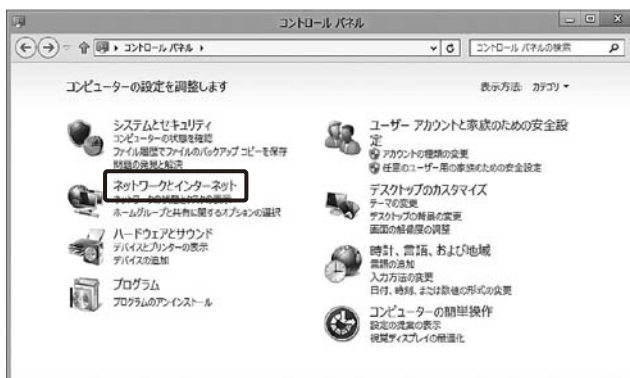 コントロール パネル
コントロール パネル
コントロール パネルの検索
コンピューターの設定を調整します
表示方法: カテゴリ
システムとセキュリティ
コンピューターの状態を確認
ファイル履歴でファイルのバックアップ コピーを保存
問題の発見と解決
ネットワークとインターネット
ネットワークの状態とタスクの表示
ホームグループと共有に関するオプションの選択
ハードウェアとサウンド
デバイスとプリンターの表示
デバイスの追加
プログラム
プログラムのアンインストール
ユーザー アカウントと家族のための安全設
定
アカウントの種類の変更
任意のユーザー用の家族のための安全設定
デスクトップのカスタマイズ
テーマの変更
デスクトップの背景の変更
画面の解像度の調整
時計、言語、および地域
言語の追加
入力方法の変更
日付、時刻、または数値の形式の変更
コンピューターの簡単操作
設定の提案の表示
視覚ディスプレイの最適化